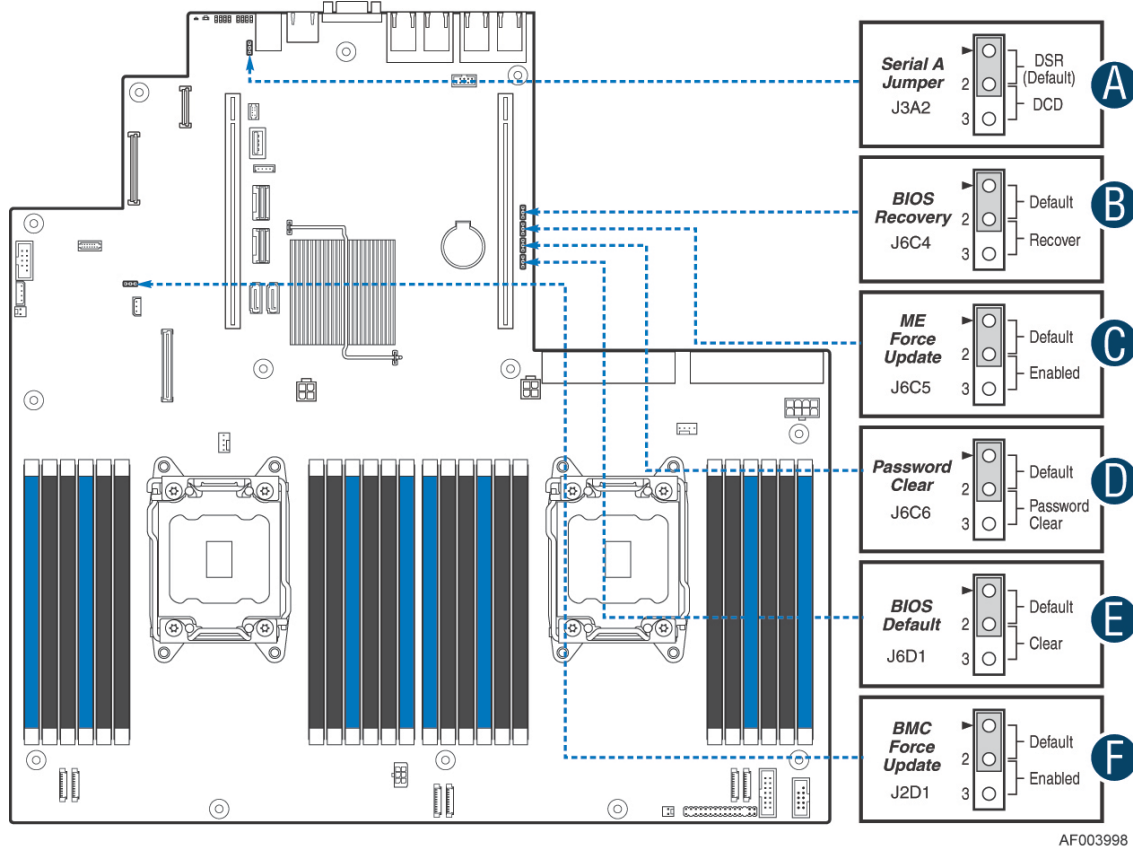 Serial A
Jumper
J3A2
2
3
DSR
(Default)
DCD
A
BIOS
Recovery
J6C4
2
3
Default
Recover
B
ME
Force
Update
J6C5
2
3
Default
Enabled
C
Password
Clear
J6C6
2
3
Default
Password
Clear
D
BIOS
Default
J6D1
2
3
Default
Clear
E
BMC
Force
Update
J2D1
2
3
Default
Enabled
F
AF003998